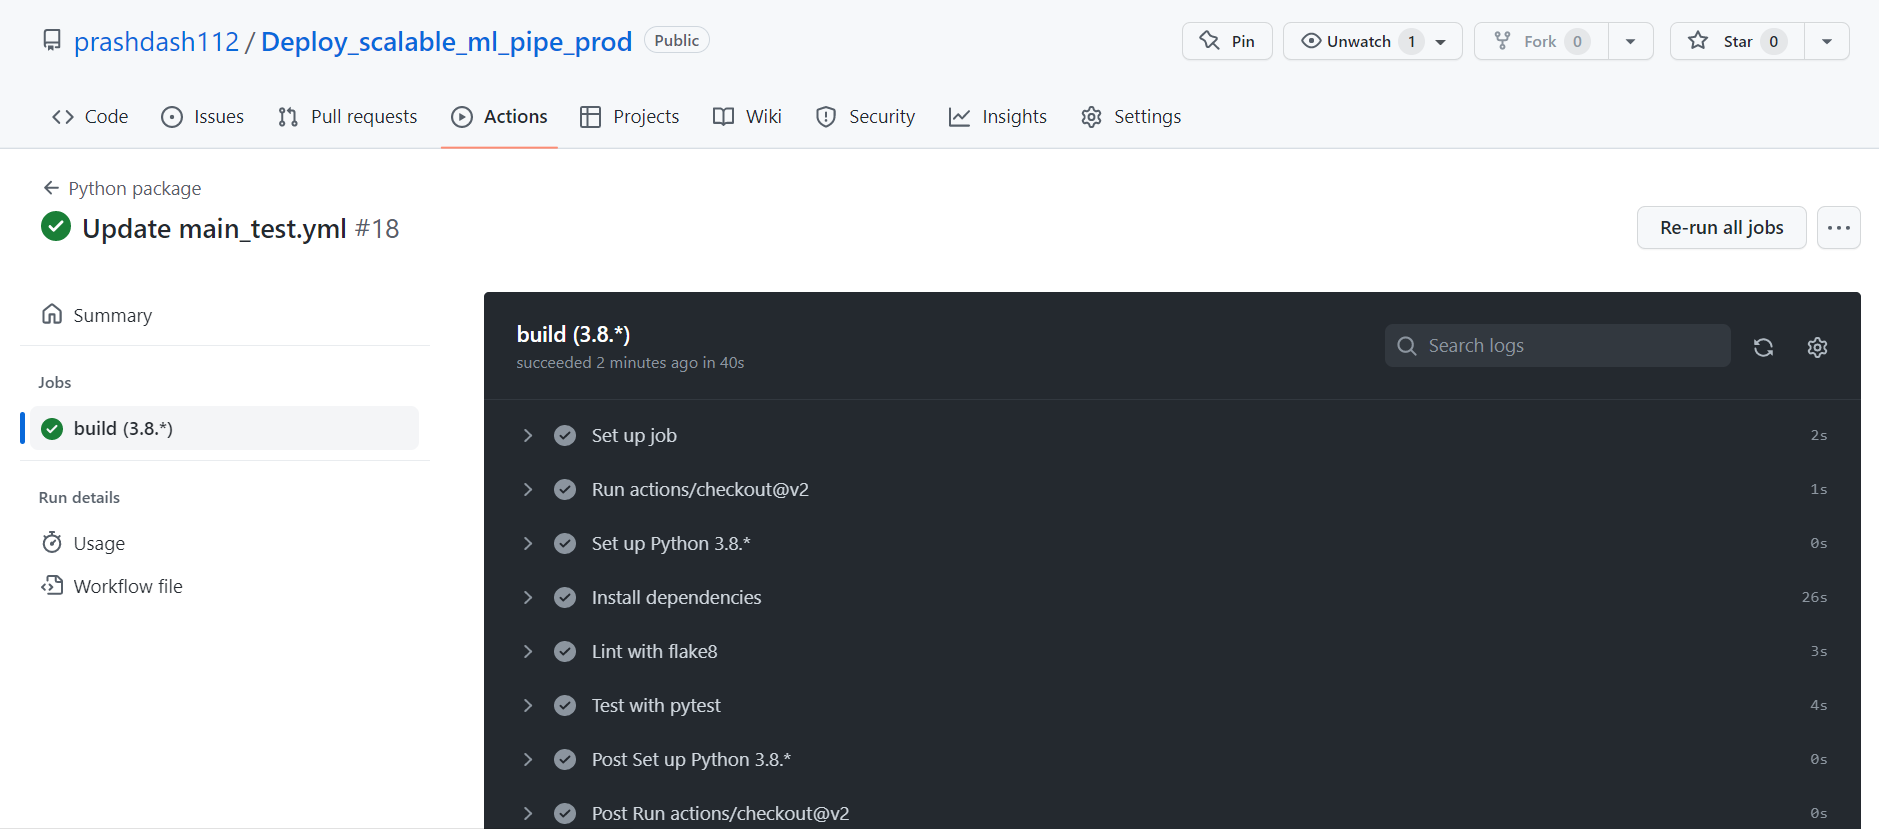 prashdash112 / Deploy_scalable_ml_pipe_prod Public Pin Unwatch 1 Fork 0 Star 0
Code Issues Pull requests Actions Projects Wiki Security Insights Settings
Python package
Update main_test.yml #18
Re-run all jobs
Summary
Jobs
build (3.8.*)
Run details
Usage
Workflow file
build (3.8.*)
succeeded 2 minutes ago in 40s
Search logs
Set up job 2s
Run actions/checkout@v2 1s
Set up Python 3.8.* 0s
Install dependencies 26s
Lint with flake8 3s
Test with pytest 4s
Post Set up Python 3.8.* 0s
Post Run actions/checkout@v2 0s